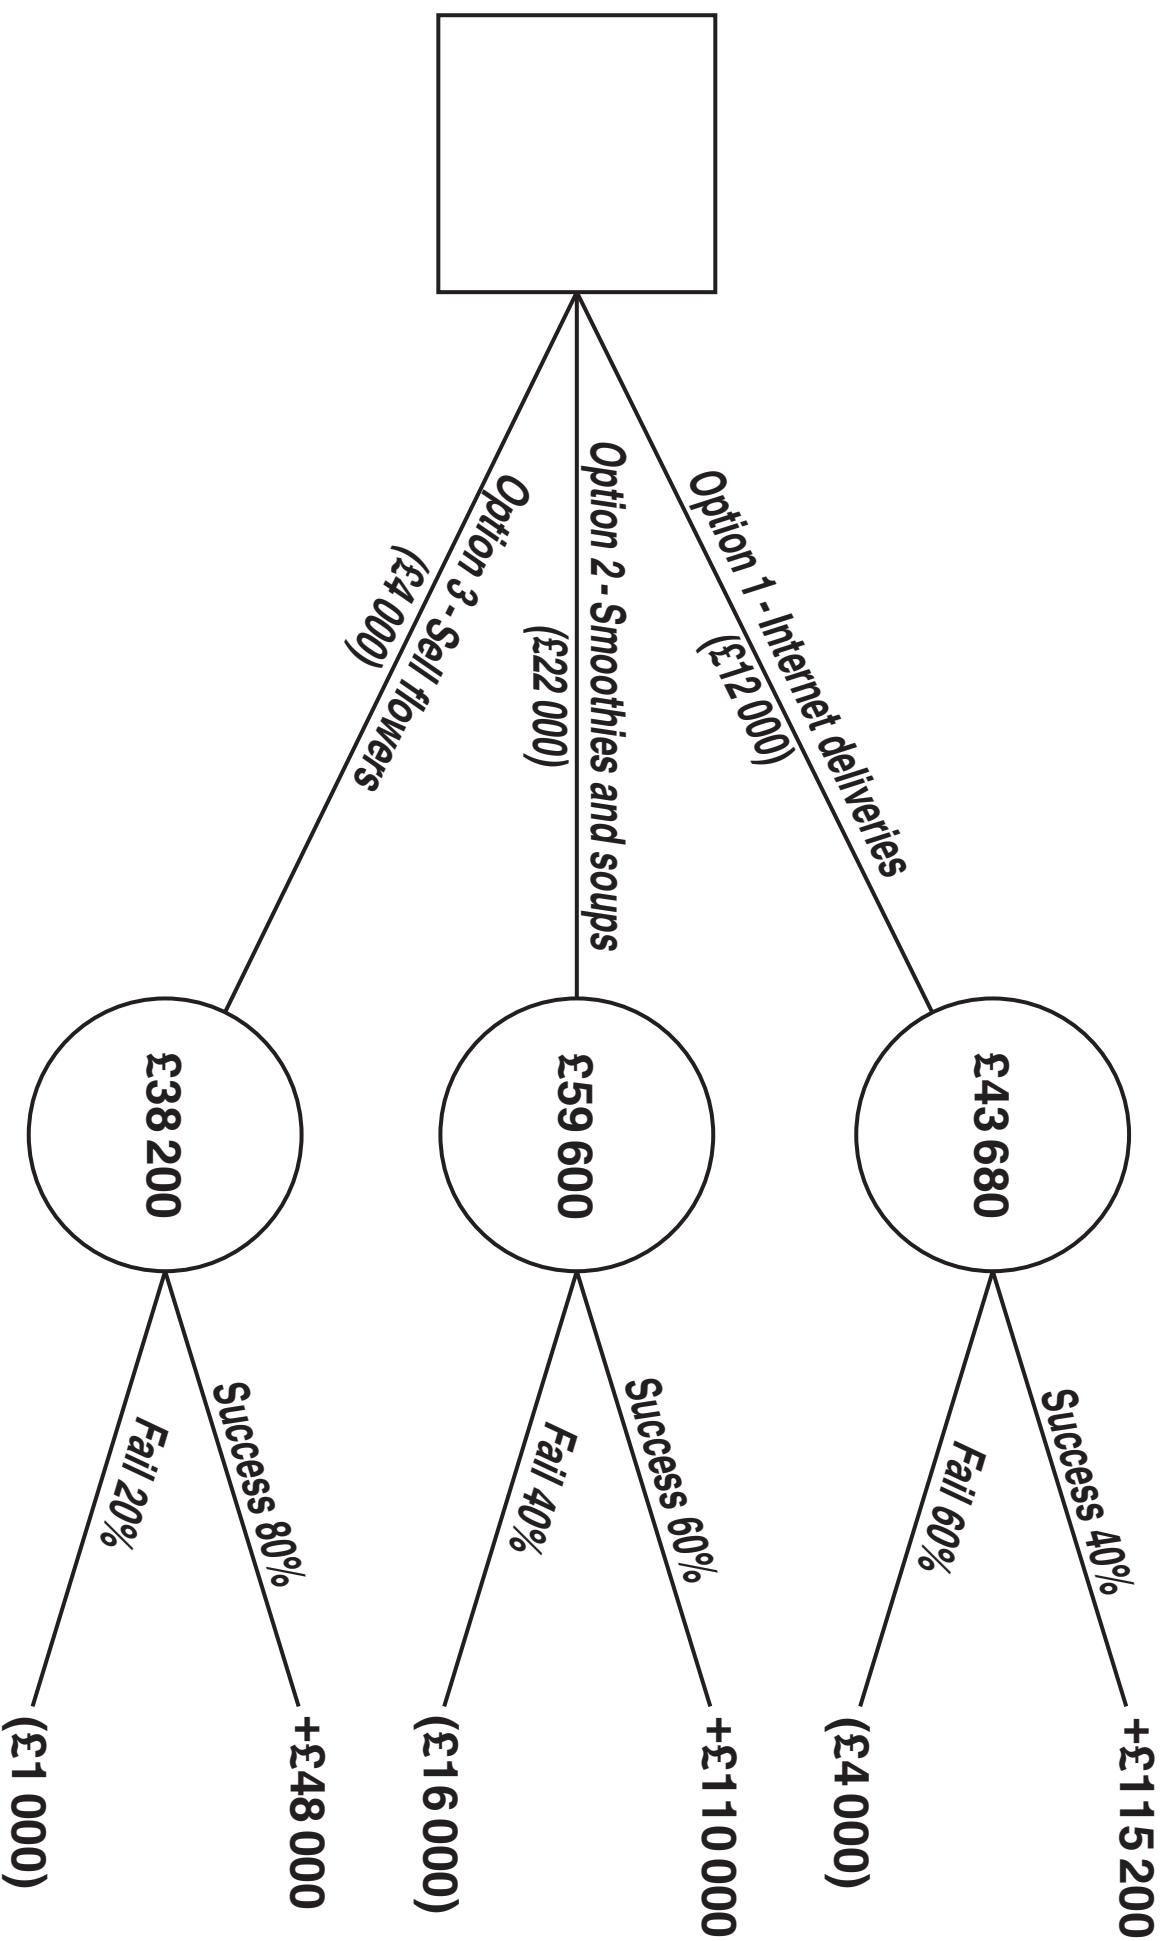 Option 1 - Internet deliveries
(£12 000)
£43 680
Success 40%
+£115 200
Fail 60%
(£4 000)
Option 2 - Smoothies and soups
(£22 000)
£59 600
Success 60%
+£110 000
Fail 40%
(£16 000)
Option 3 - Sell flowers
(£4 000)
£38 200
Success 80%
+£48 000
Fail 20%
(£1 000)